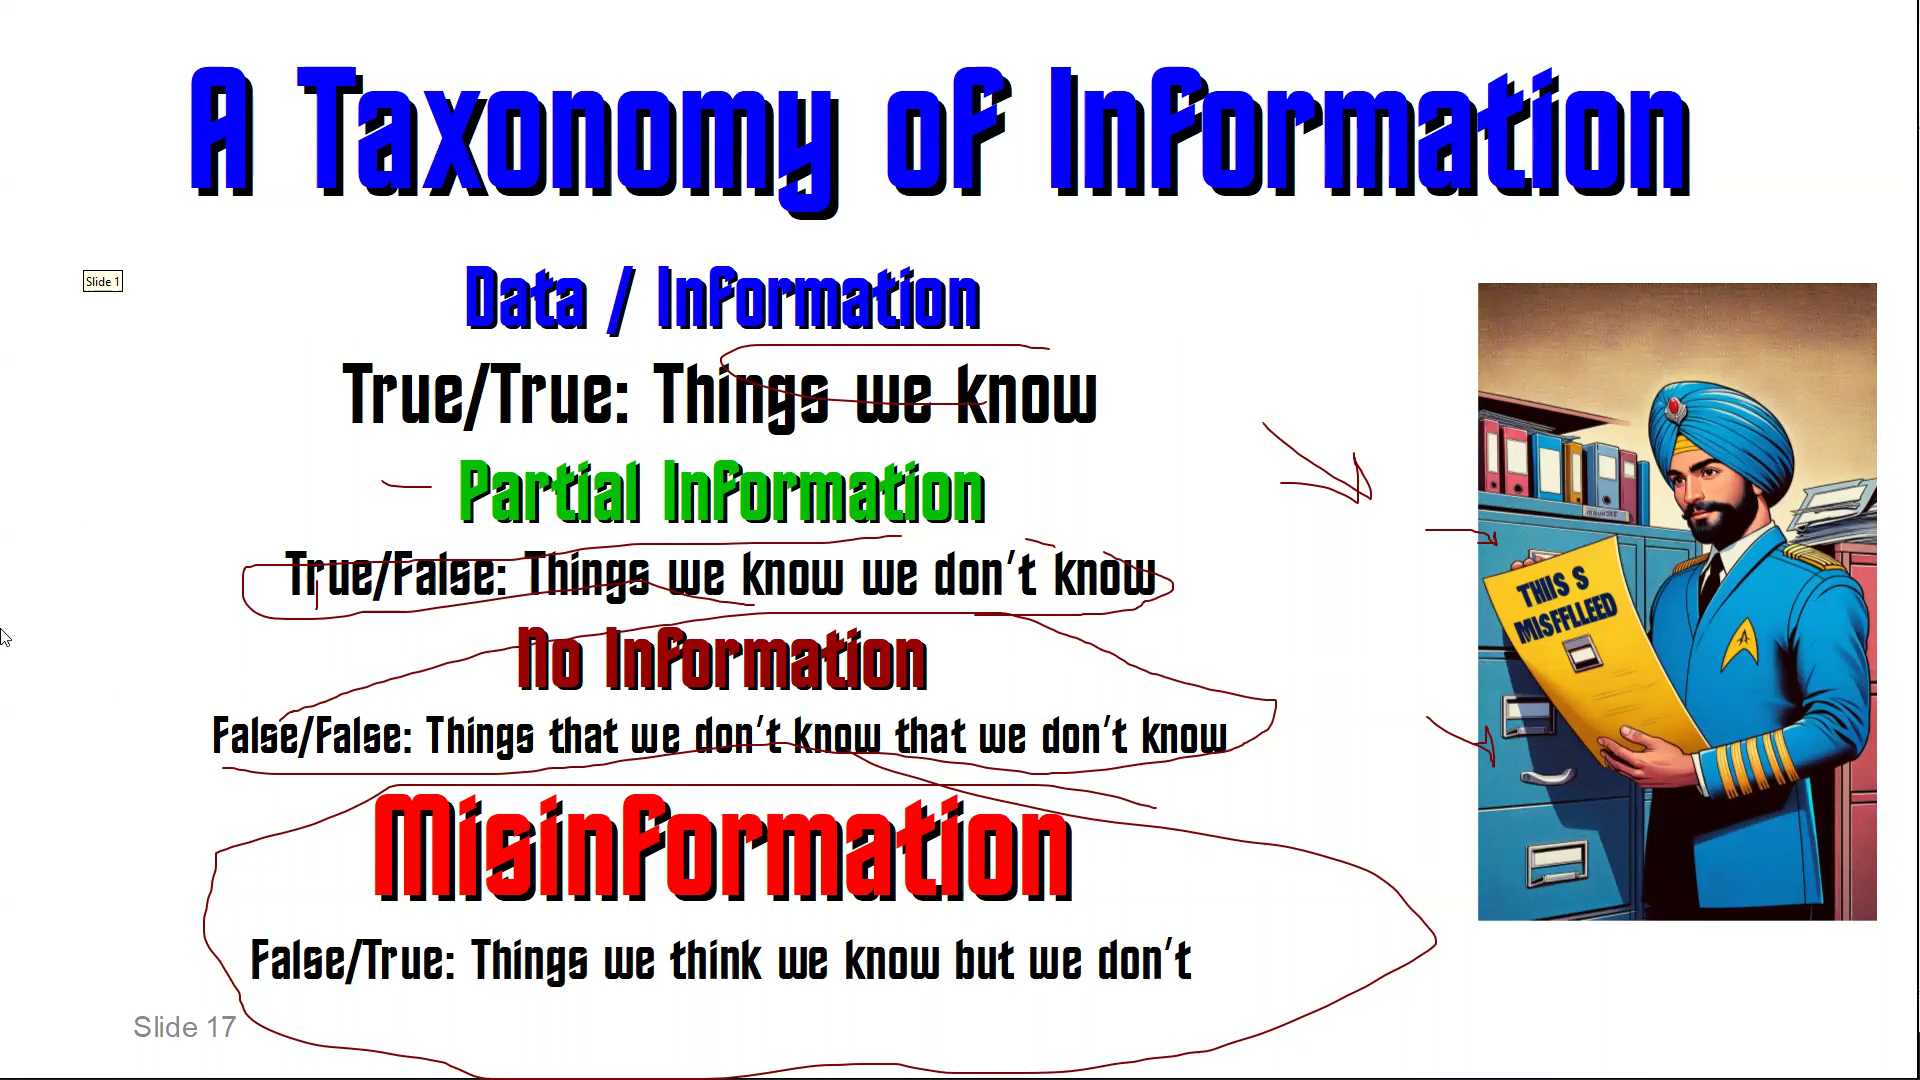 A Taxonomy of Information
Slide 1
Data / Information
True/True: Things we know
Partial Information
True/False: Things we know we don't know
No Information
False/False: Things that we don't know that we don't know
Misinformation
False/True: Things we think we know but we don't
THIIS S
MISFFLLEED
Slide 17